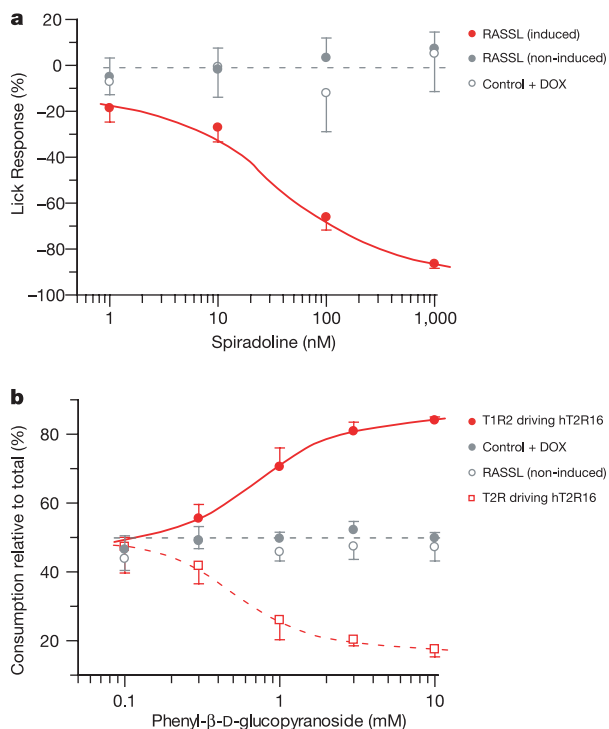 a
20
0
−20
−40
−60
−80
−100
Lick Response (%)
1
10
100
1,000
Spiradoline (nM)
RASSL (induced)
RASSL (non-induced)
Control + DOX
b
80
60
40
20
Consumption relative to total (%)
0.1
1
10
Phenyl-β-D-glucopyranoside (mM)
T1R2 driving hT2R16
Control + DOX
RASSL (non-induced)
T2R driving hT2R16